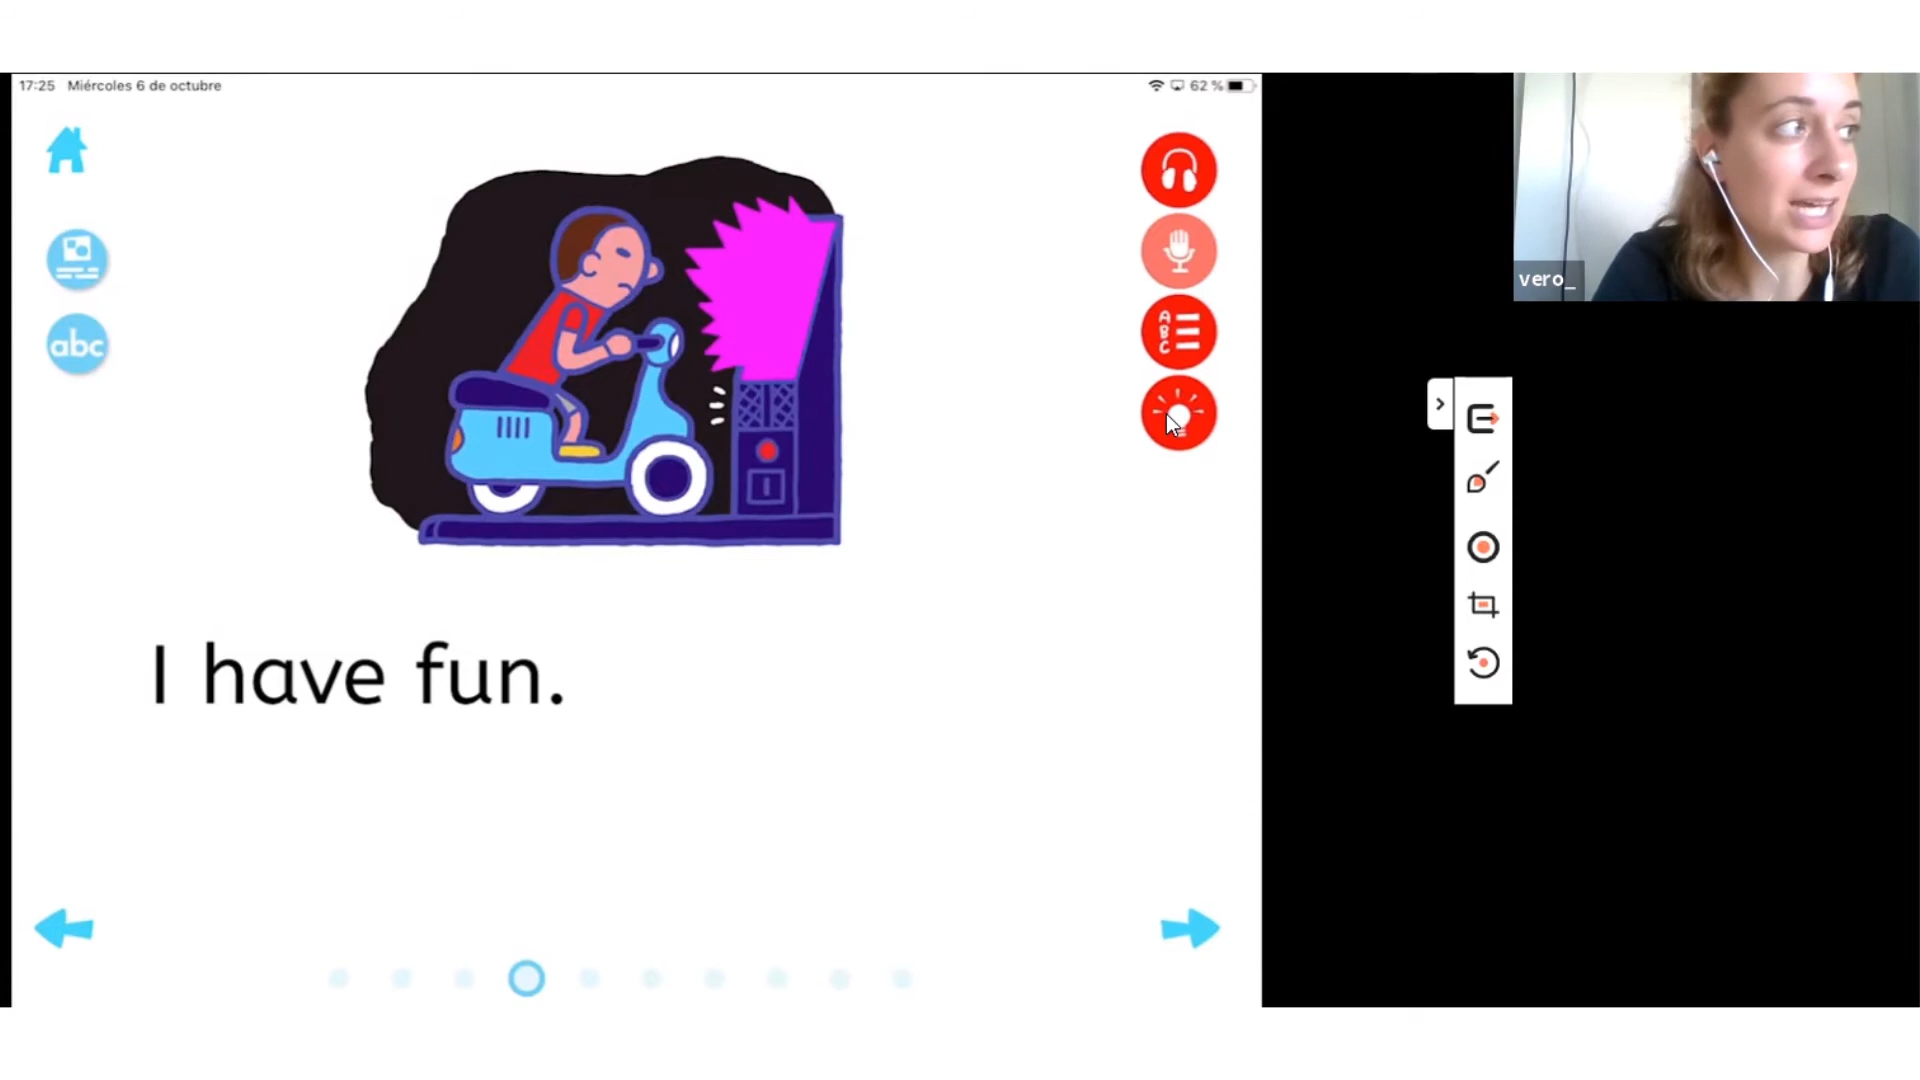 17:25 Miércoles 6 de octubre
62 %
abc
A
B
C
vero_
I have fun.